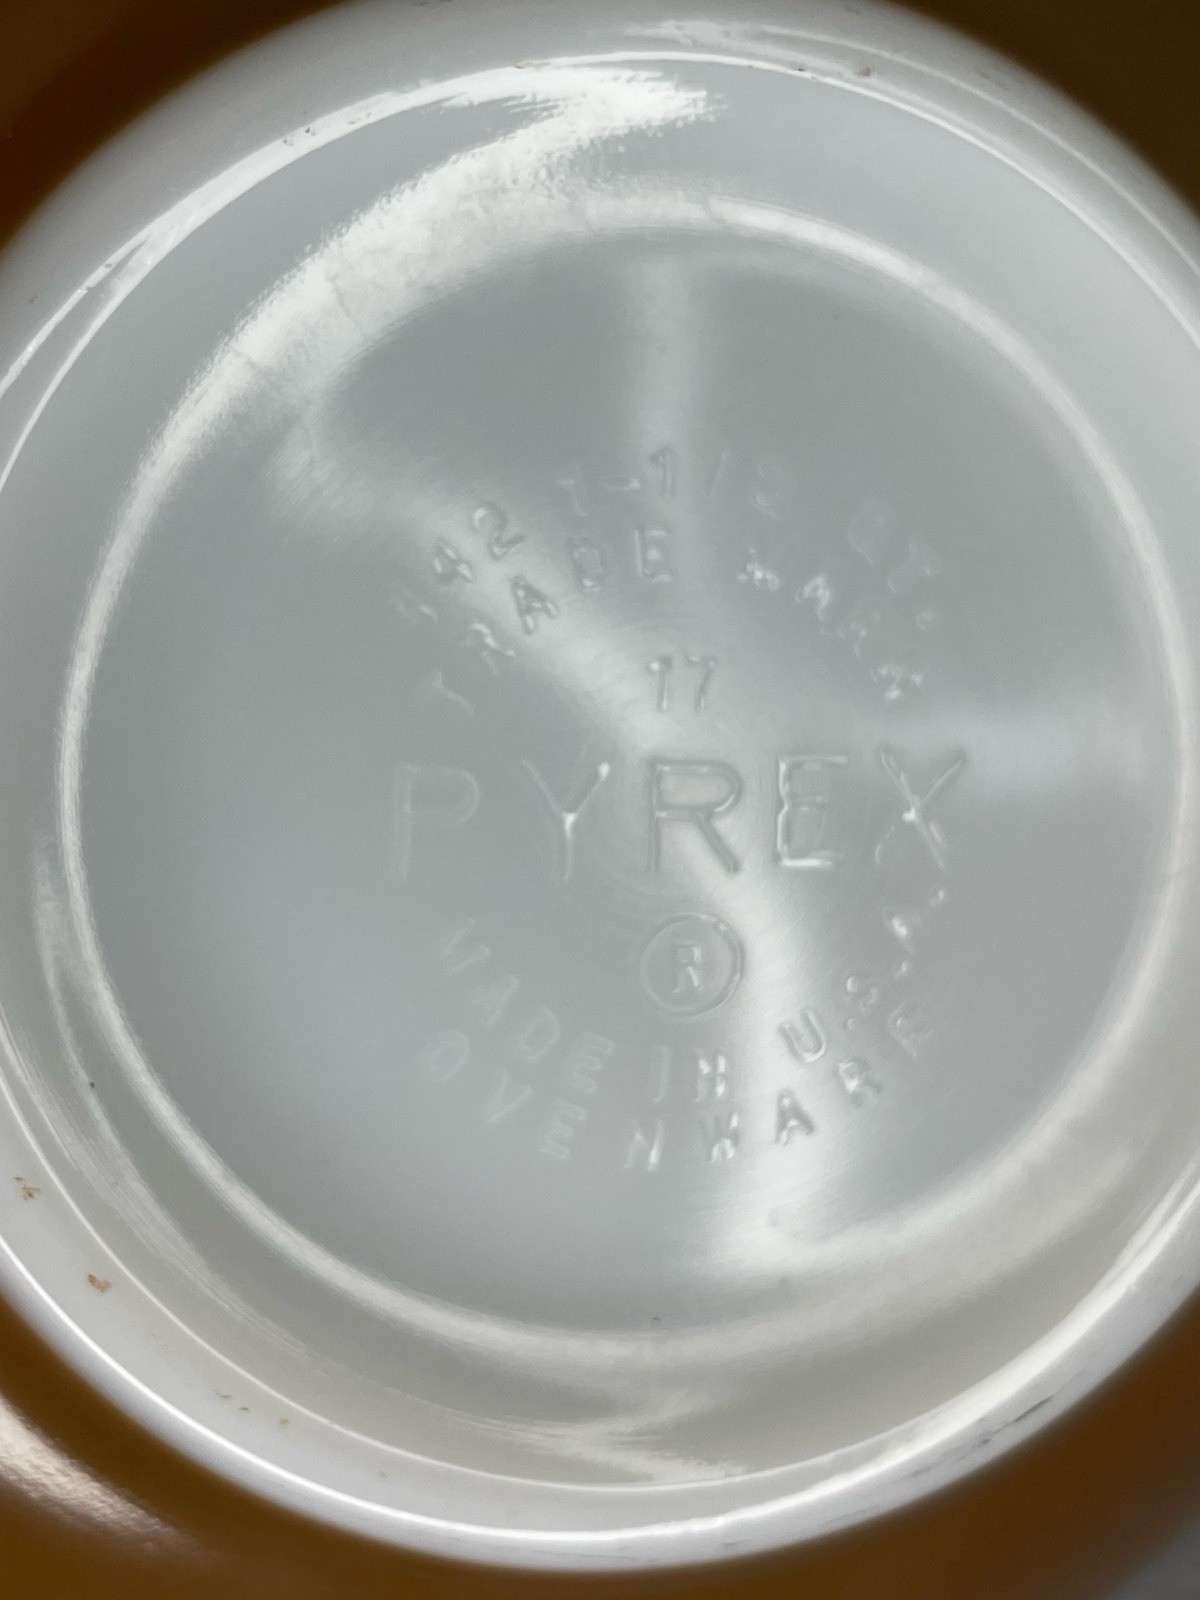 442 1-1/2 QT.
TRADE MARK
17
PYREX
®
MADE IN U.S.A.
OVENWARE